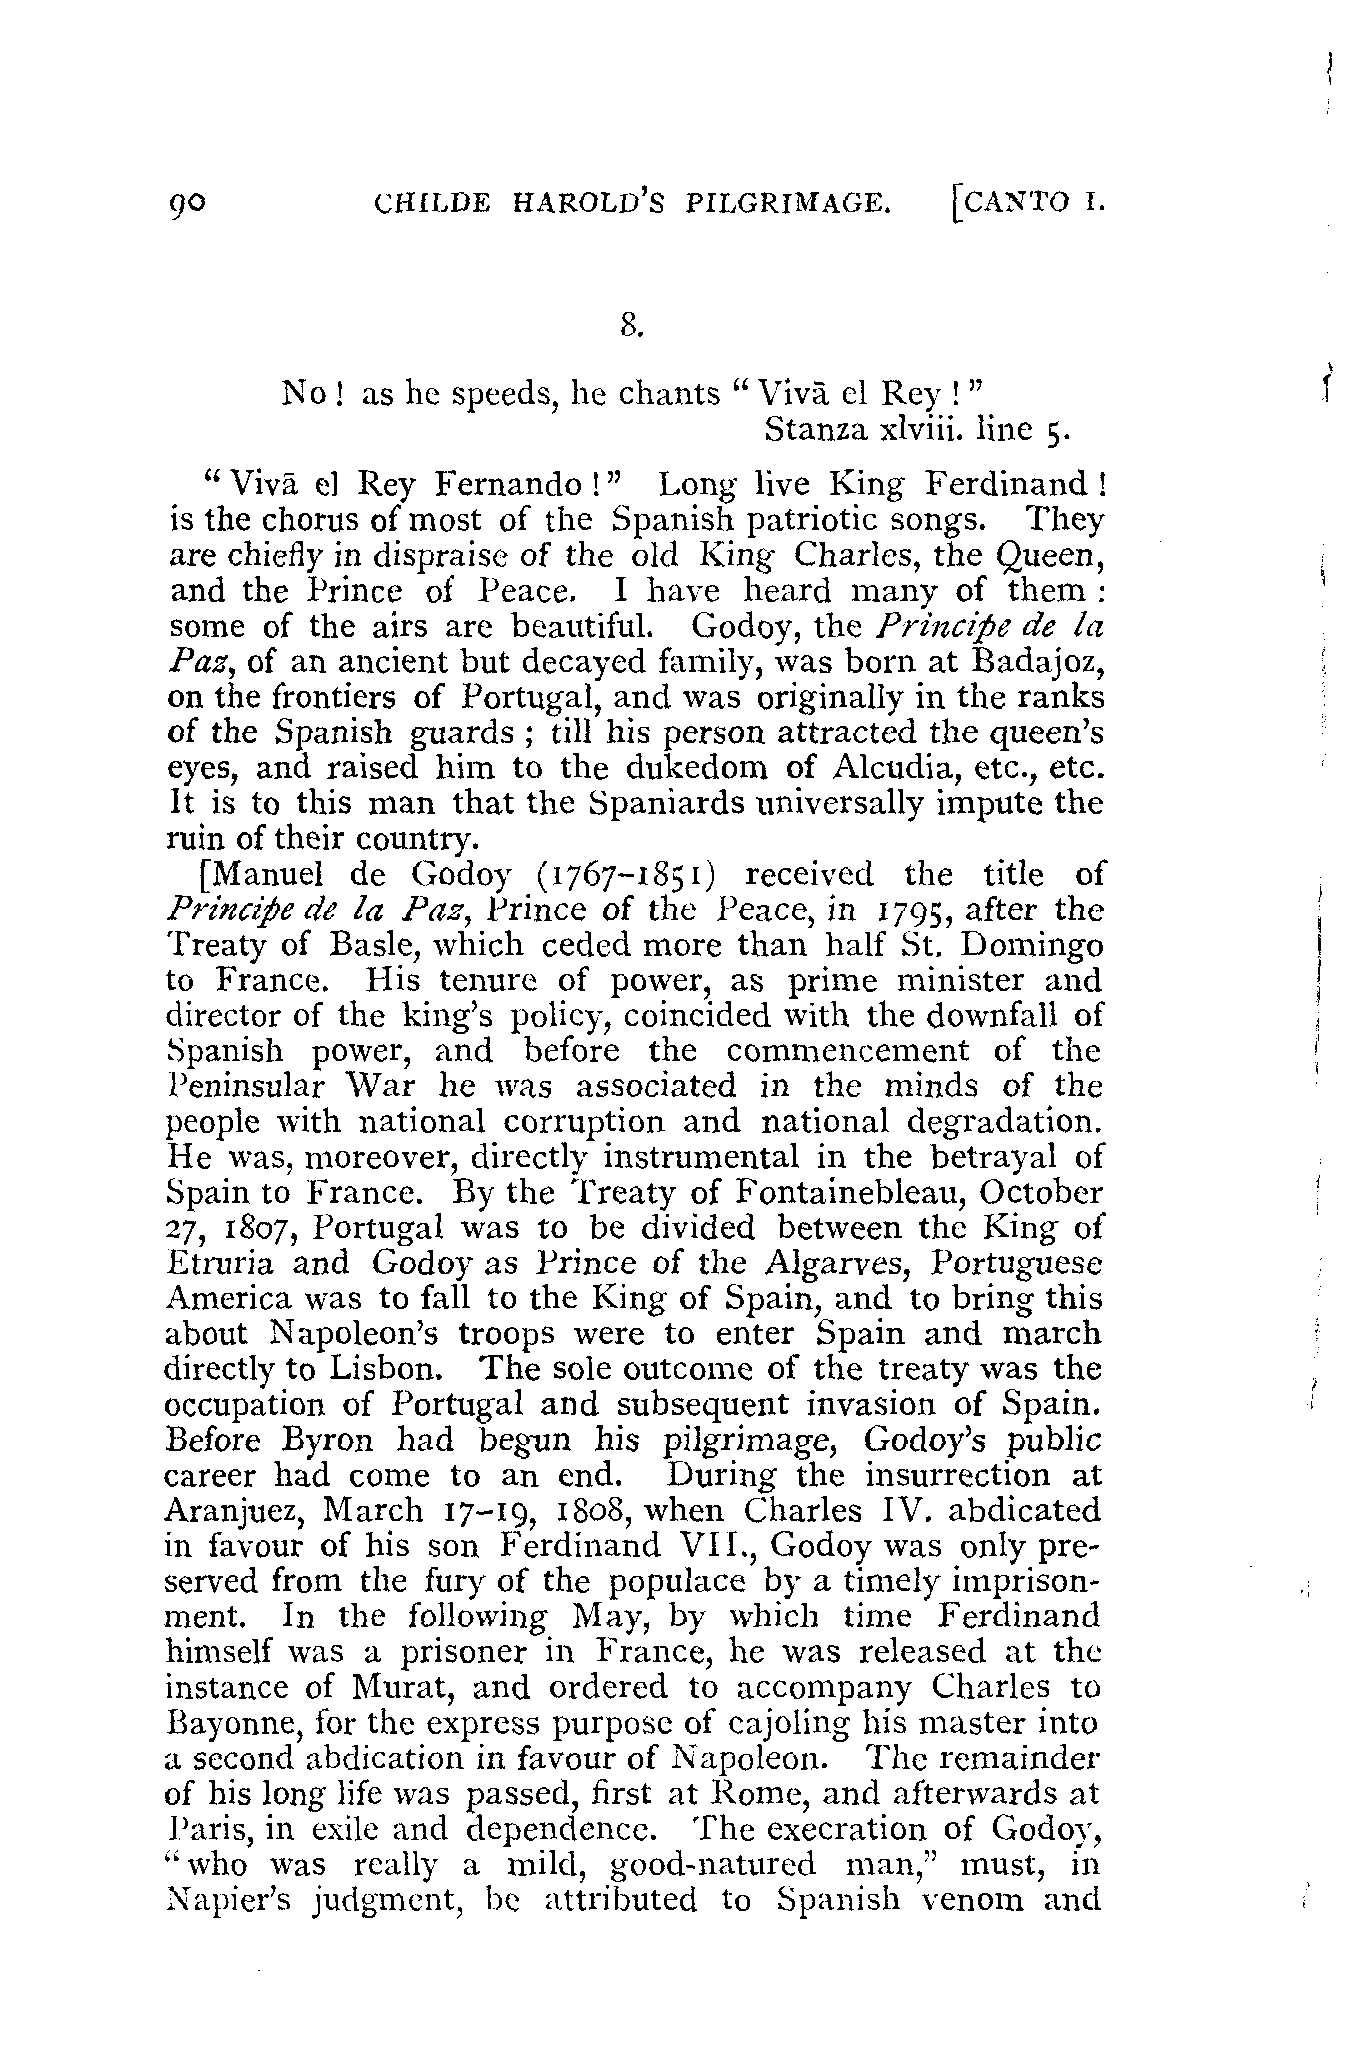 90 CHILDE HAROLD'S PILGRIMAGE. [CANTO I.
8.
No ! as he speeds, he chants “ Vivā el Rey ! ”
Stanza xlviii. line 5.
“ Vivā el Rey Fernando ! ” Long live King Ferdinand !
is the chorus of most of the Spanish patriotic songs. They
are chiefly in dispraise of the old King Charles, the Queen,
and the Prince of Peace. I have heard many of them :
some of the airs are beautiful. Godoy, the Principe de la
Paz, of an ancient but decayed family, was born at Badajoz,
on the frontiers of Portugal, and was originally in the ranks
of the Spanish guards ; till his person attracted the queen's
eyes, and raised him to the dukedom of Alcudia, etc., etc.
It is to this man that the Spaniards universally impute the
ruin of their country.
[Manuel de Godoy (1767–1851) received the title of
Principe de la Paz, Prince of the Peace, in 1795, after the
Treaty of Basle, which ceded more than half St. Domingo
to France. His tenure of power, as prime minister and
director of the king's policy, coincided with the downfall of
Spanish power, and before the commencement of the
Peninsular War he was associated in the minds of the
people with national corruption and national degradation.
He was, moreover, directly instrumental in the betrayal of
Spain to France. By the Treaty of Fontainebleau, October
27, 1807, Portugal was to be divided between the King of
Etruria and Godoy as Prince of the Algarves, Portuguese
America was to fall to the King of Spain, and to bring this
about Napoleon's troops were to enter Spain and march
directly to Lisbon. The sole outcome of the treaty was the
occupation of Portugal and subsequent invasion of Spain.
Before Byron had begun his pilgrimage, Godoy's public
career had come to an end. During the insurrection at
Aranjuez, March 17–19, 1808, when Charles IV. abdicated
in favour of his son Ferdinand VII., Godoy was only pre-
served from the fury of the populace by a timely imprison-
ment. In the following May, by which time Ferdinand
himself was a prisoner in France, he was released at the
instance of Murat, and ordered to accompany Charles to
Bayonne, for the express purpose of cajoling his master into
a second abdication in favour of Napoleon. The remainder
of his long life was passed, first at Rome, and afterwards at
Paris, in exile and dependence. The execration of Godoy,
“ who was really a mild, good-natured man,” must, in
Napier's judgment, be attributed to Spanish venom and